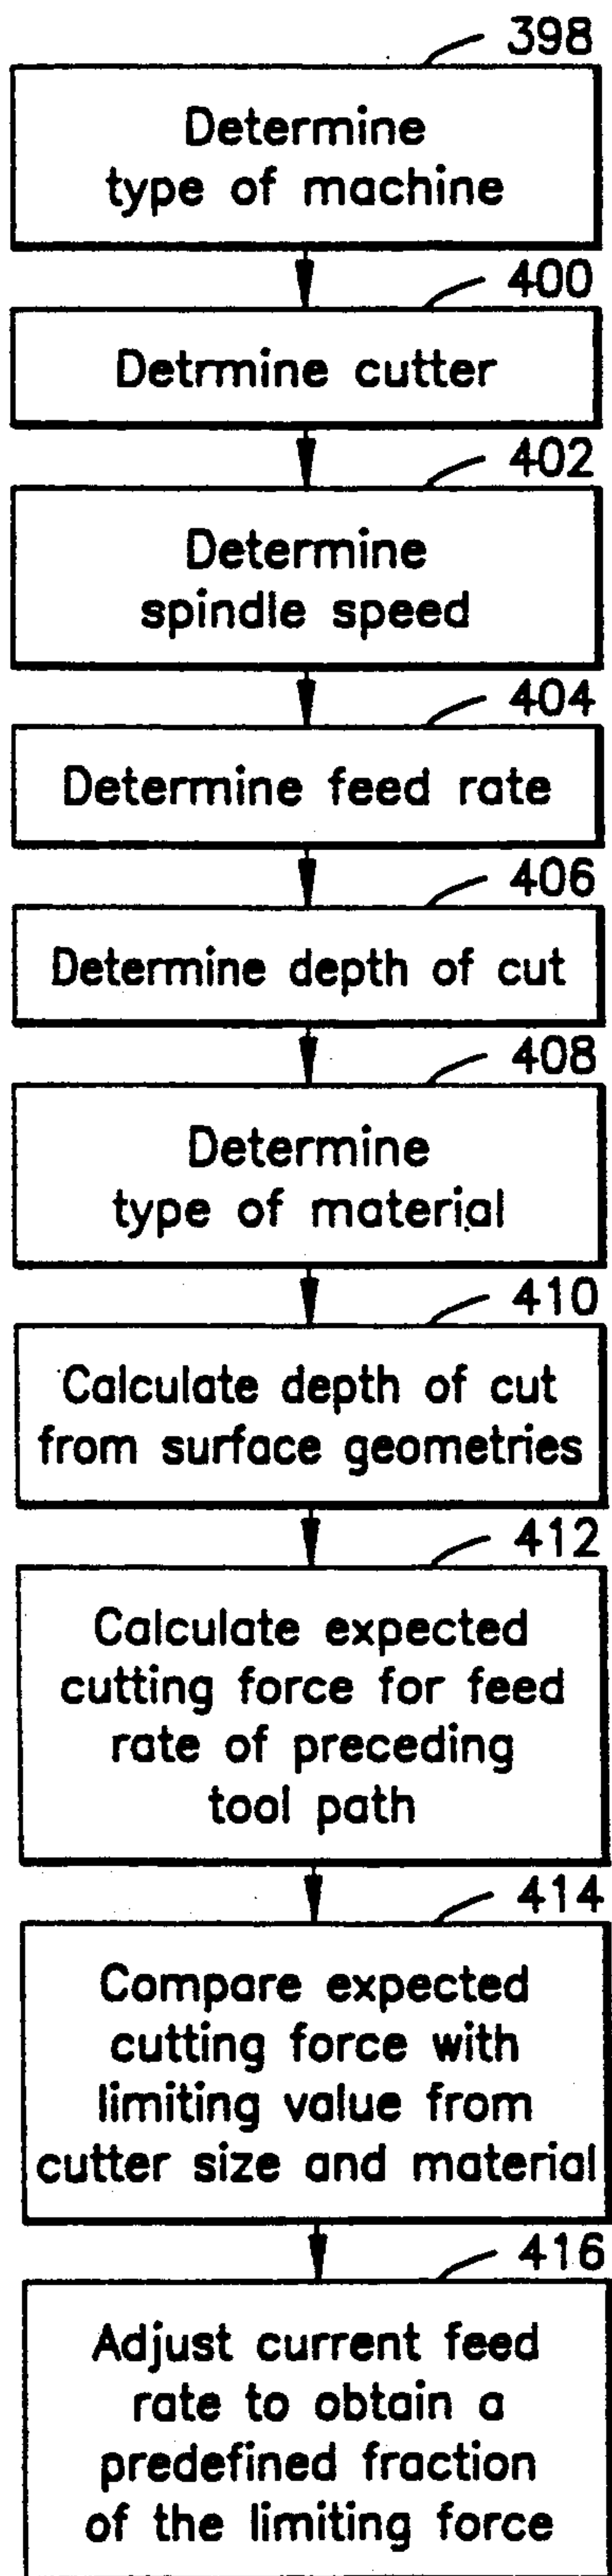 398
Determine
type of machine
400
Detrmine cutter
402
Determine
spindle speed
404
Determine feed rate
406
Determine depth of cut
408
Determine
type of material
410
Calculate depth of cut
from surface geometries
412
Calculate expected
cutting force for feed
rate of preceding
tool path
414
Compare expected
cutting force with
limiting value from
cutter size and material
416
Adjust current feed
rate to obtain a
predefined fraction
of the limiting force